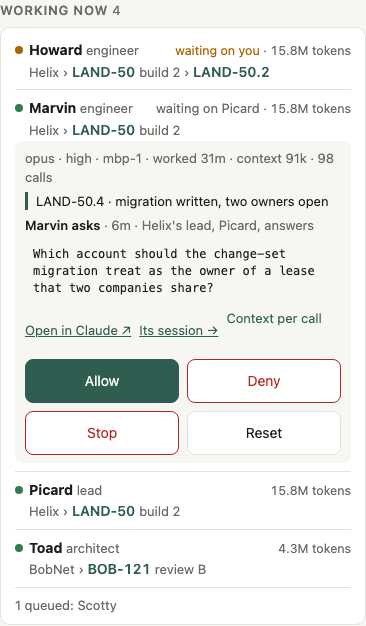 WORKING NOW 4
Howard engineer waiting on you · 15.8M tokens
Helix › LAND-50 build 2 › LAND-50.2
Marvin engineer waiting on Picard · 15.8M tokens
Helix › LAND-50 build 2
opus · high · mbp-1 · worked 31m · context 91k · 98
calls
LAND-50.4 · migration written, two owners open
Marvin asks · 6m · Helix's lead, Picard, answers
Which account should the change-set
migration treat as the owner of a lease
that two companies share?
Open in Claude ↗ Its session → Context per call
Allow Deny
Stop Reset
Picard lead 15.8M tokens
Helix › LAND-50 build 2
Toad architect 4.3M tokens
BobNet › BOB-121 review B
1 queued: Scotty